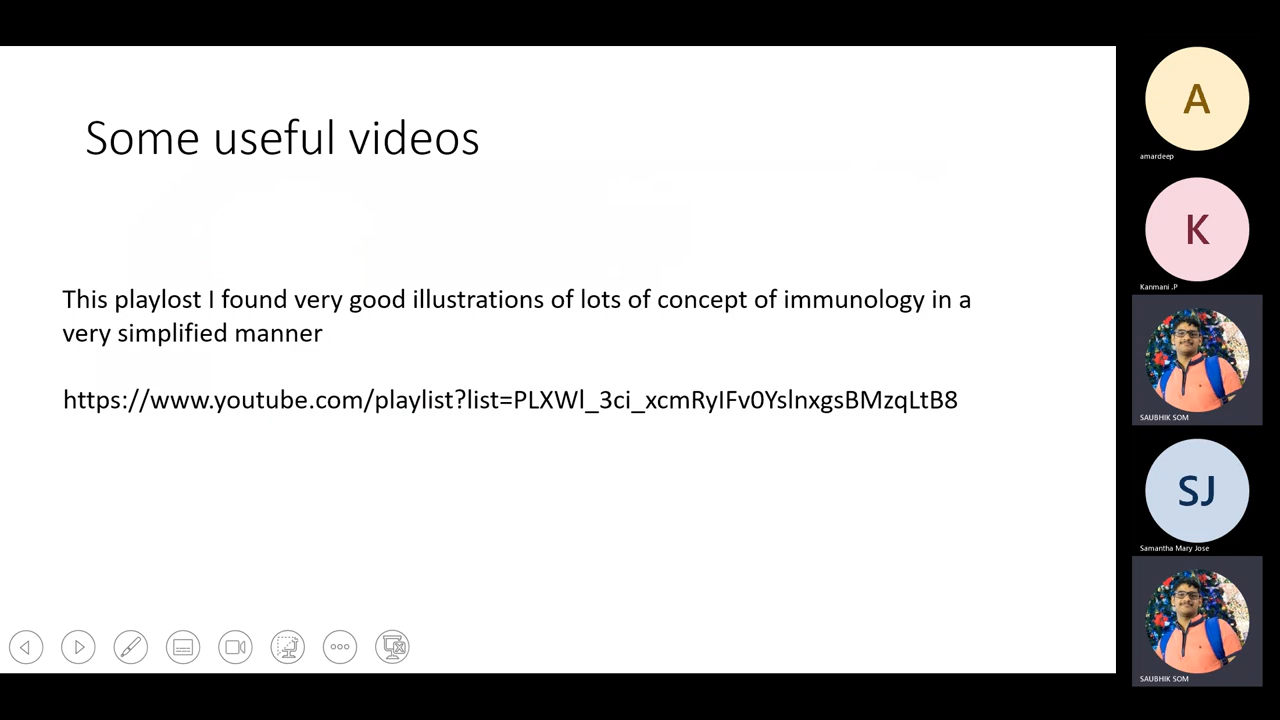 Some useful videos
This playlost I found very good illustrations of lots of concept of immunology in a
very simplified manner
https://www.youtube.com/playlist?list=PLXWl_3ci_xcmRyIFv0YslnxgsBMzqLtB8
A
amardeep
K
Kanmani .P
SAUBHIK SOM
SJ
Samantha Mary Jose
SAUBHIK SOM